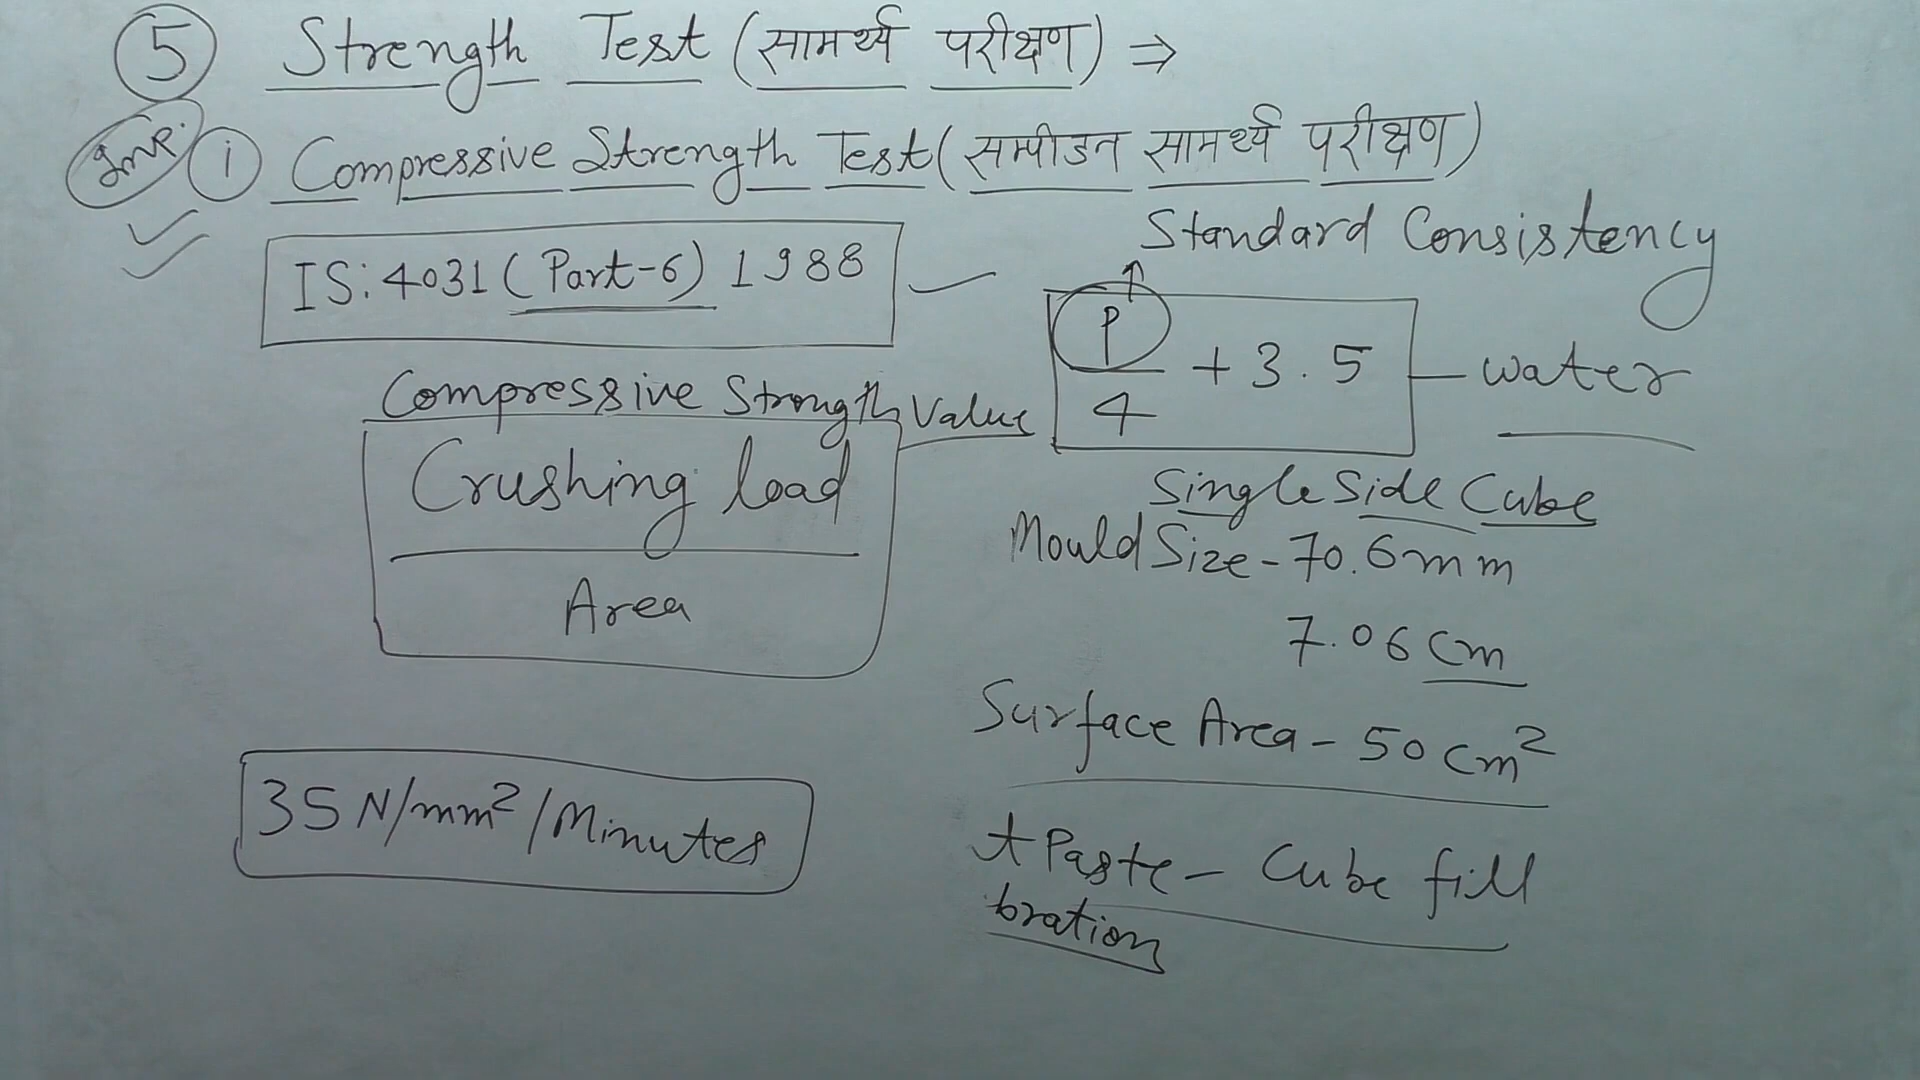 5 Strength Test (सामर्थ्य परीक्षण) ⇒
Imp. i Compressive Strength Test (सम्पीडन सामर्थ्य परीक्षण)
IS: 4031 (Part-6) 1988
Standard Consistency
P/4 + 3.5 — water
Compressive Strength Value
Crushing load
Area
35 N/mm² / Minutes
Single Side Cube
Mould Size - 70.6 mm
7.06 cm
Surface Area - 50 cm²
t Paste - Cube fill
bration